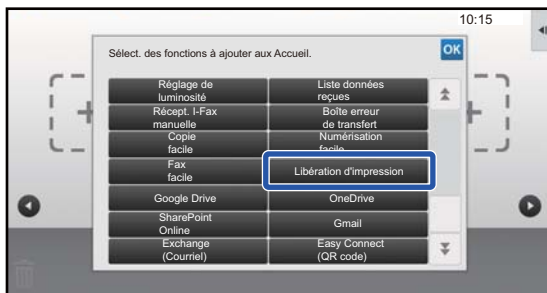 10:15
Sélect. des fonctions à ajouter aux Accueil.
OK
Réglage de
luminosité
Liste données
reçues
Récept. I-Fax
manuelle
Boîte erreur
de transfert
Copie
facile
Numérisation
facile
Fax
facile
Libération d'impression
Google Drive
OneDrive
SharePoint
Online
Gmail
Exchange
(Courriel)
Easy Connect
(QR code)